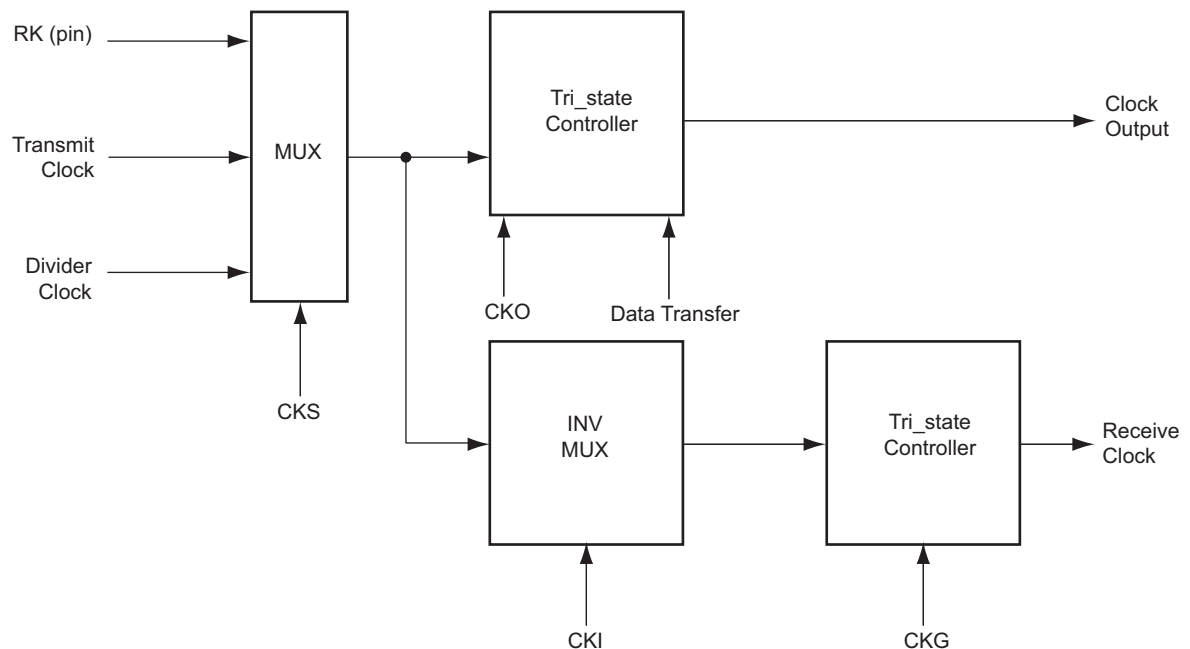 RK (pin)
Transmit
Clock
Divider
Clock
MUX
CKS
Tri_state
Controller
CKO
Data Transfer
Clock
Output
INV
MUX
CKI
Tri_state
Controller
CKG
Receive
Clock